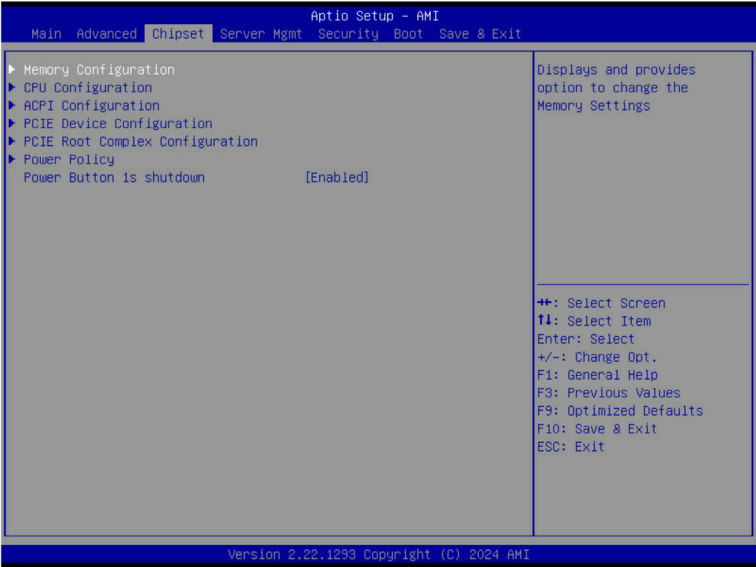 Aptio Setup – AMI
Main Advanced Chipset Server Mgmt Security Boot Save & Exit
▶ Memory Configuration
▶ CPU Configuration
▶ ACPI Configuration
▶ PCIE Device Configuration
▶ PCIE Root Complex Configuration
▶ Power Policy
Power Button 1s shutdown [Enabled]
Displays and provides
option to change the
Memory Settings
→←: Select Screen
↑↓: Select Item
Enter: Select
+/-: Change Opt.
F1: General Help
F3: Previous Values
F9: Optimized Defaults
F10: Save & Exit
ESC: Exit
Version 2.22.1293 Copyright (C) 2024 AMI